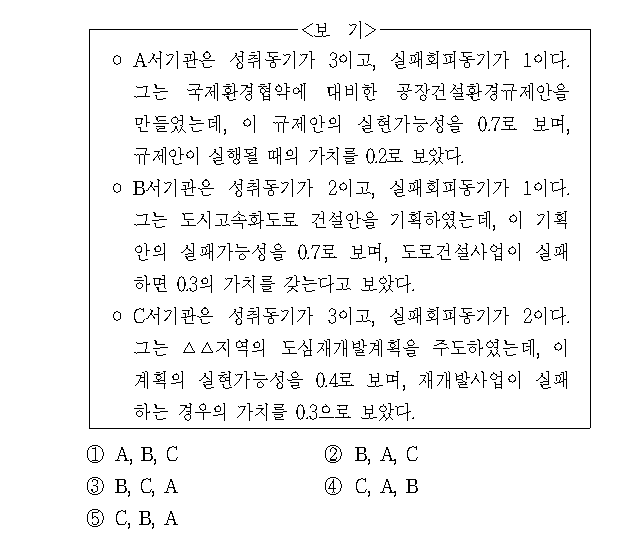 <보 기>
○ A서기관은 성취동기가 3이고, 실패회피동기가 1이다.
그는 국제환경협약에 대비한 공장건설환경규제안을
만들었는데, 이 규제안의 실현가능성을 0.7로 보며,
규제안이 실행될 때의 가치를 0.2로 보았다.
○ B서기관은 성취동기가 2이고, 실패회피동기가 1이다.
그는 도시고속화도로 건설안을 기획하였는데, 이 기획
안의 실패가능성을 0.7로 보며, 도로건설사업이 실패
하면 0.3의 가치를 갖는다고 보았다.
○ C서기관은 성취동기가 3이고, 실패회피동기가 2이다.
그는 △△지역의 도심재개발계획을 주도하였는데, 이
계획의 실현가능성을 0.4로 보며, 재개발사업이 실패
하는 경우의 가치를 0.3으로 보았다.
① A, B, C ② B, A, C
③ B, C, A ④ C, A, B
⑤ C, B, A